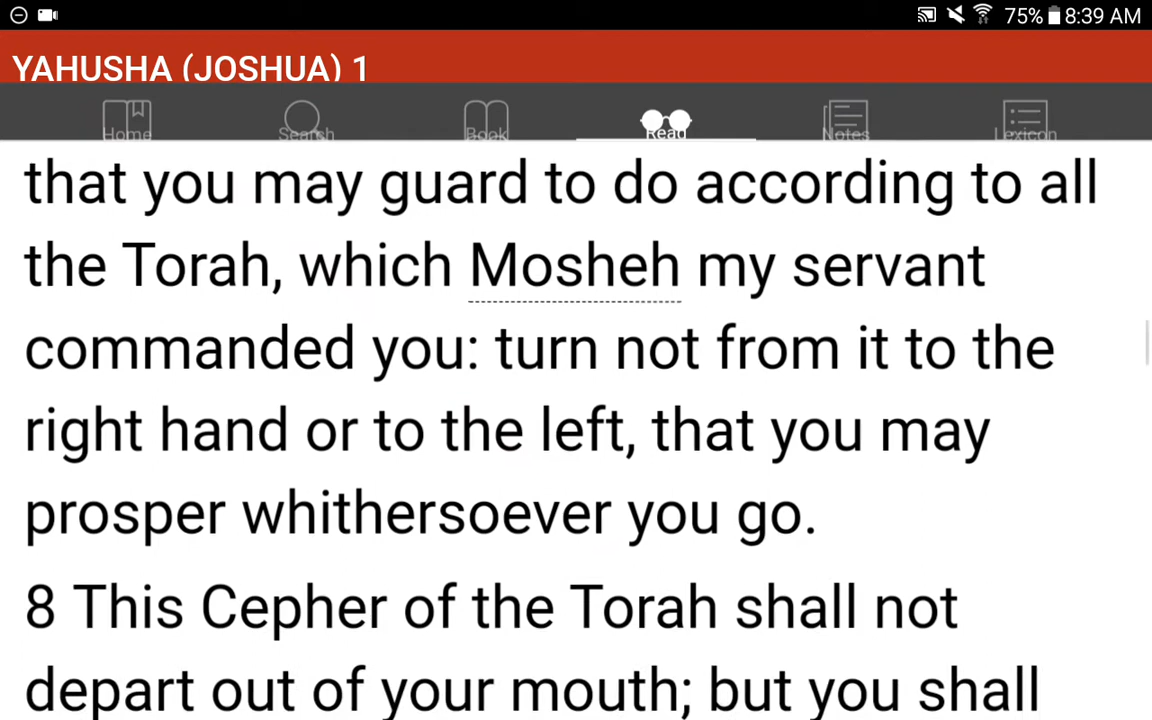 75% 8:39 AM
YAHUSHA (JOSHUA) 1
Home Search Book Read Notes Lexicon
that you may guard to do according to all
the Torah, which Mosheh my servant
commanded you: turn not from it to the
right hand or to the left, that you may
prosper whithersoever you go.
8 This Cepher of the Torah shall not
depart out of your mouth; but you shall